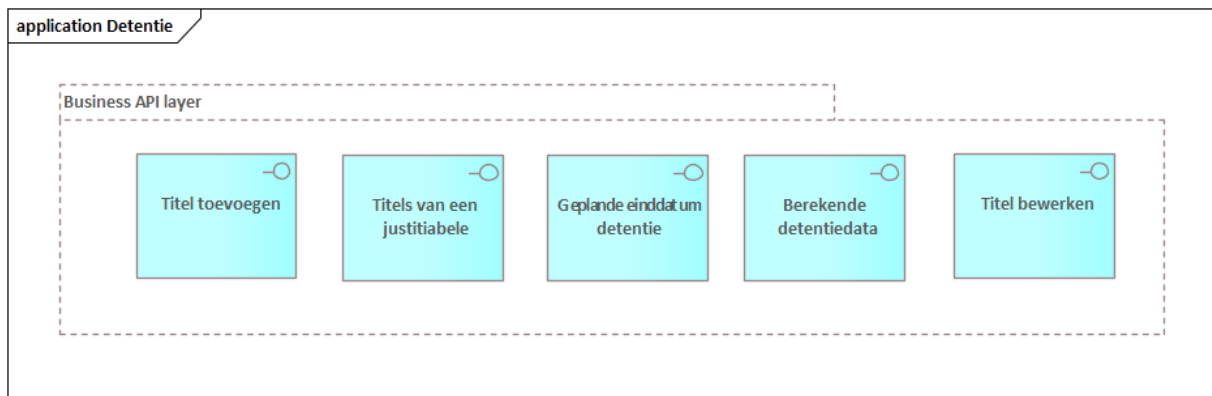 application Detentie
Business API layer
Titel toevoegen
Titels van een
justitiabele
Geplande einddatum
detentie
Berekende
detentiedata
Titel bewerken